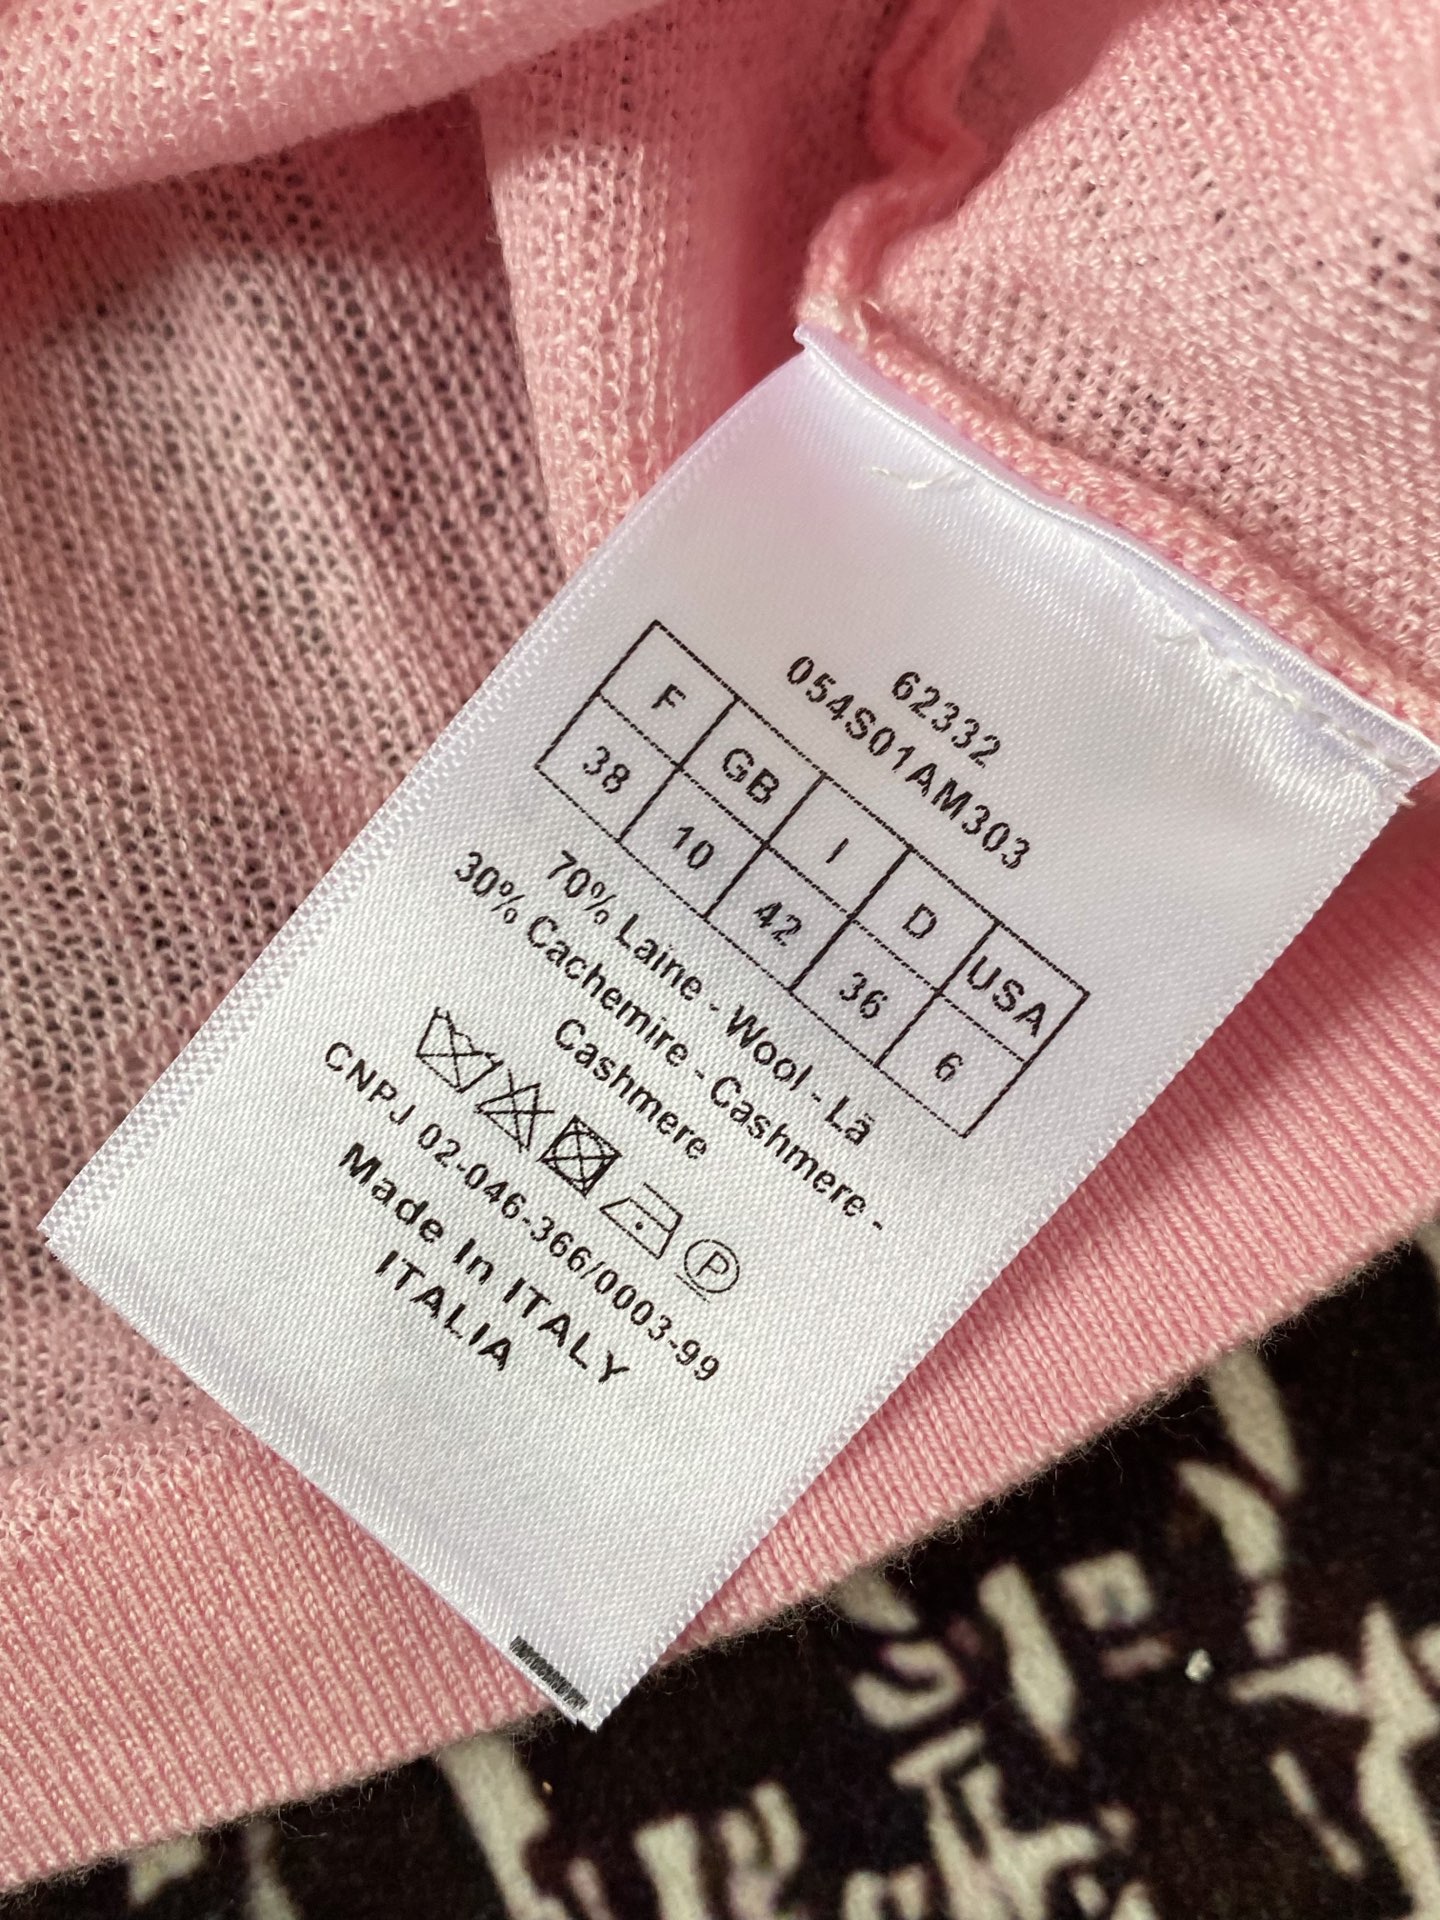 62332
054S01AM303
F GB I D USA
38 10 42 36 6
70% Laine - Wool - Lã
30% Cachemire - Cashmere -
Cashmere
P
CNPJ 02-046-366/0003-99
Made In ITALY
ITALIA